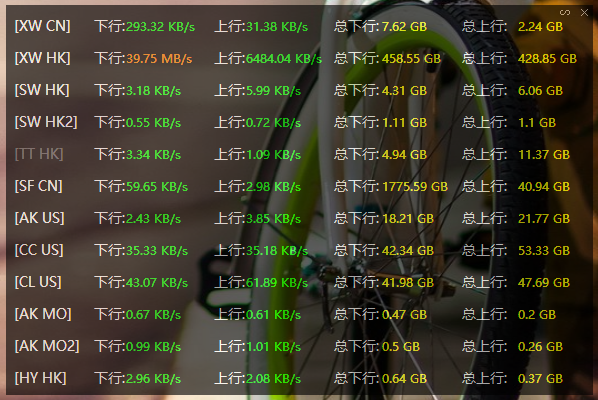 [XW CN] 下行:293.32 KB/s 上行:31.38 KB/s 总下行: 7.62 GB 总上行: 2.24 GB
[XW HK] 下行:39.75 MB/s 上行:6484.04 KB/s 总下行: 458.55 GB 总上行: 428.85 GB
[SW HK] 下行:3.18 KB/s 上行:5.99 KB/s 总下行: 4.31 GB 总上行: 6.06 GB
[SW HK2] 下行:0.55 KB/s 上行:0.72 KB/s 总下行: 1.11 GB 总上行: 1.1 GB
[TT HK] 下行:3.34 KB/s 上行:1.09 KB/s 总下行: 4.94 GB 总上行: 11.37 GB
[SF CN] 下行:59.65 KB/s 上行:2.98 KB/s 总下行: 1775.59 GB 总上行: 40.94 GB
[AK US] 下行:2.43 KB/s 上行:3.85 KB/s 总下行: 18.21 GB 总上行: 21.77 GB
[CC US] 下行:35.33 KB/s 上行:35.18 KB/s 总下行: 42.34 GB 总上行: 53.33 GB
[CL US] 下行:43.07 KB/s 上行:61.89 KB/s 总下行: 41.98 GB 总上行: 47.69 GB
[AK MO] 下行:0.67 KB/s 上行:0.61 KB/s 总下行: 0.47 GB 总上行: 0.2 GB
[AK MO2] 下行:0.99 KB/s 上行:1.01 KB/s 总下行: 0.5 GB 总上行: 0.26 GB
[HY HK] 下行:2.96 KB/s 上行:2.08 KB/s 总下行: 0.64 GB 总上行: 0.37 GB